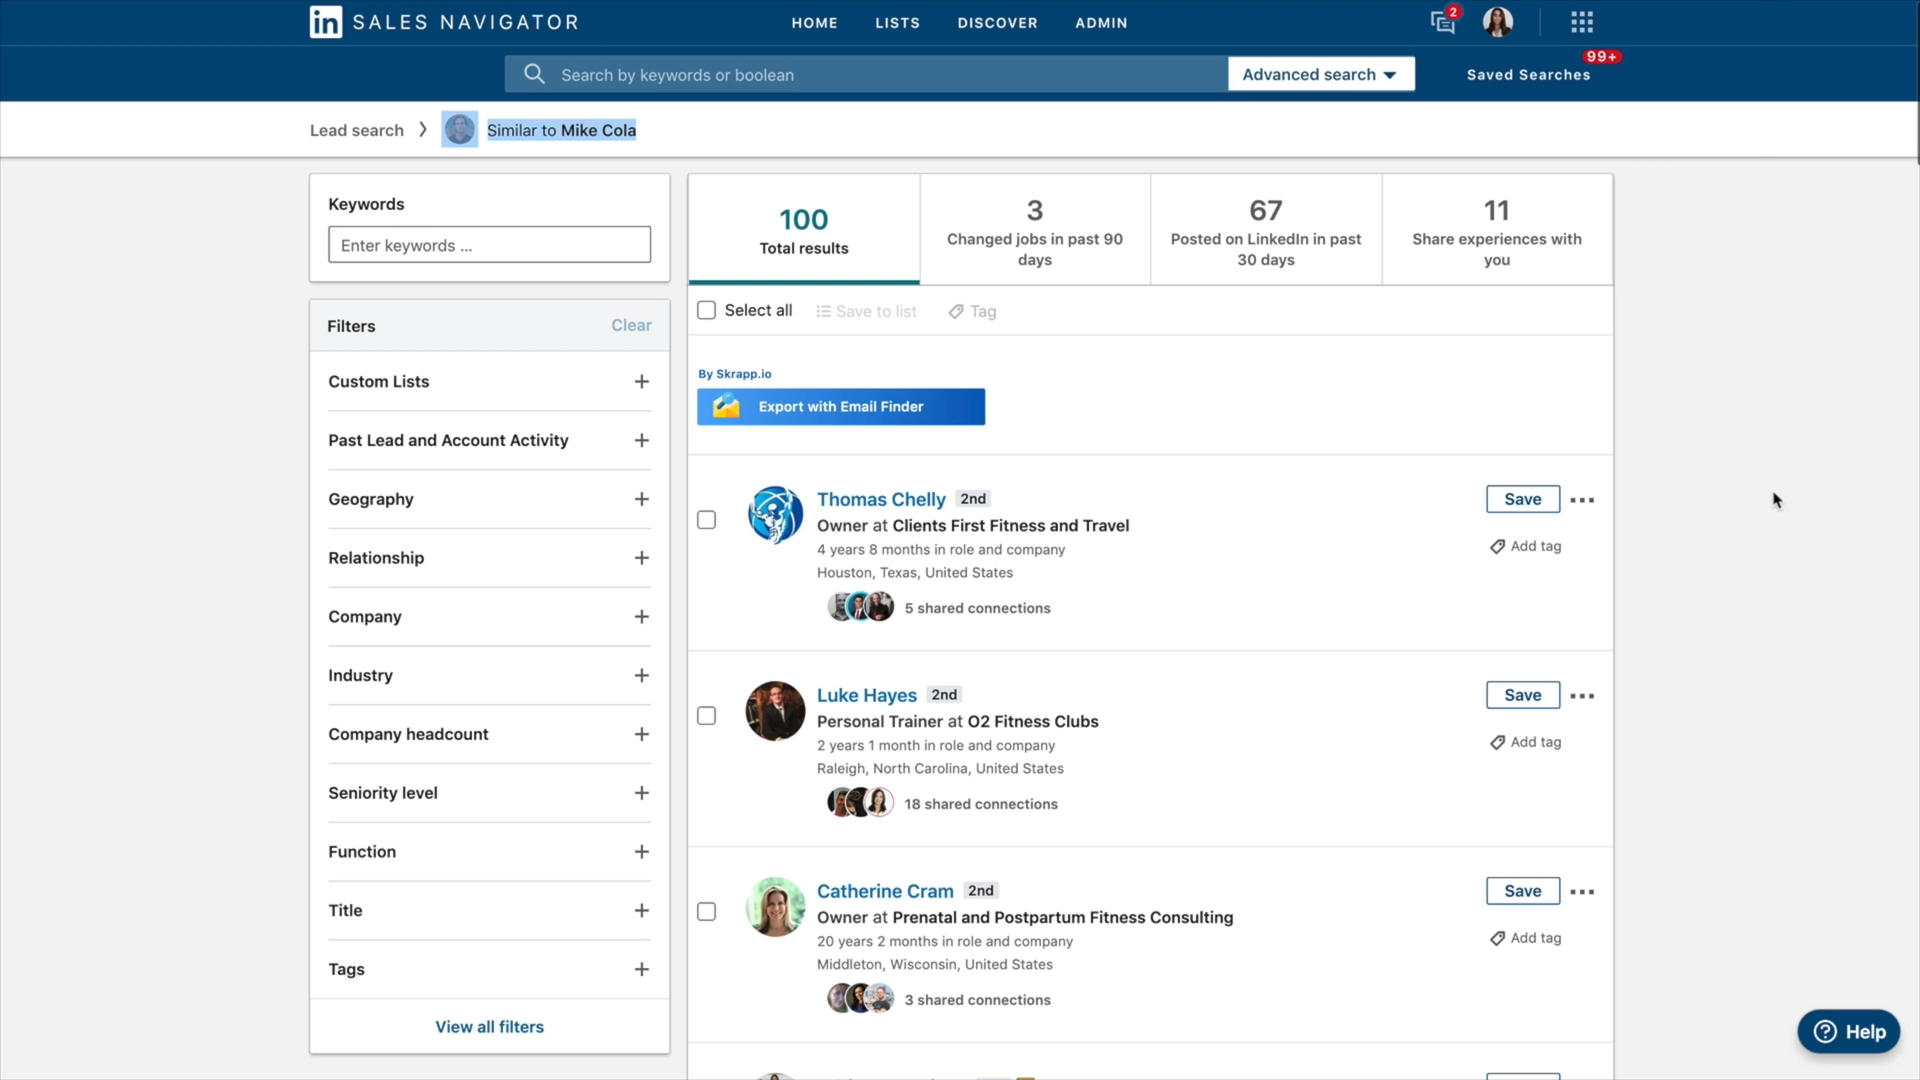 in SALES NAVIGATOR
HOME
LISTS
DISCOVER
ADMIN
2
Search by keywords or boolean
Advanced search
99+
Saved Searches
Lead search
Similar to Mike Cola
Keywords
Enter keywords ...
Filters
Clear
Custom Lists
Past Lead and Account Activity
Geography
Relationship
Company
Industry
Company headcount
Seniority level
Function
Title
Tags
View all filters
100
Total results
3
Changed jobs in past 90
days
67
Posted on LinkedIn in past
30 days
11
Share experiences with
you
Select all
Save to list
Tag
By Skrapp.io
Export with Email Finder
Thomas Chelly 2nd
Owner at Clients First Fitness and Travel
4 years 8 months in role and company
Houston, Texas, United States
5 shared connections
Save
Add tag
Luke Hayes 2nd
Personal Trainer at O2 Fitness Clubs
2 years 1 month in role and company
Raleigh, North Carolina, United States
18 shared connections
Save
Add tag
Catherine Cram 2nd
Owner at Prenatal and Postpartum Fitness Consulting
20 years 2 months in role and company
Middleton, Wisconsin, United States
3 shared connections
Save
Add tag
? Help